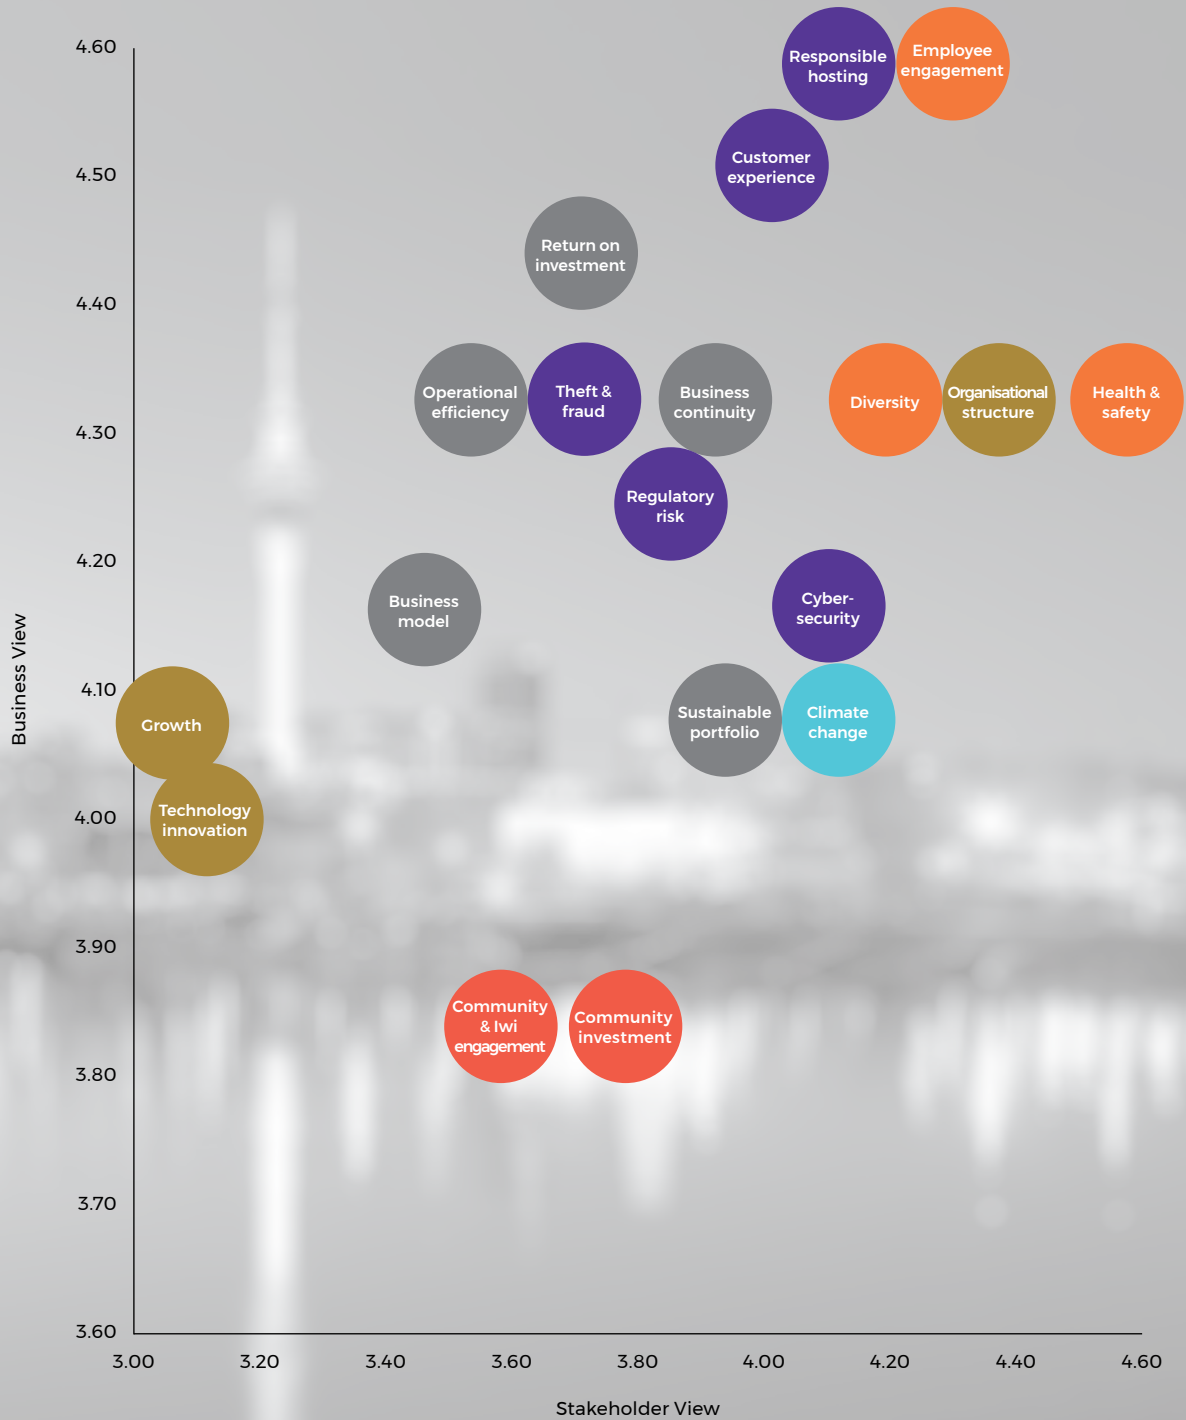 4.60
4.50
4.40
4.30
4.20
4.10
4.00
3.90
3.80
3.70
3.60
Business View
Responsible
hosting
Employee
engagement
Customer
experience
Return on
investment
Operational
efficiency
Theft &
fraud
Business
continuity
Diversity
Organisational
structure
Health &
safety
Regulatory
risk
Business
model
Cyber-
security
Growth
Sustainable
portfolio
Climate
change
Technology
innovation
Community
& Iwi
engagement
Community
investment
3.00 3.20 3.40 3.60 3.80 4.00 4.20 4.40 4.60
Stakeholder View